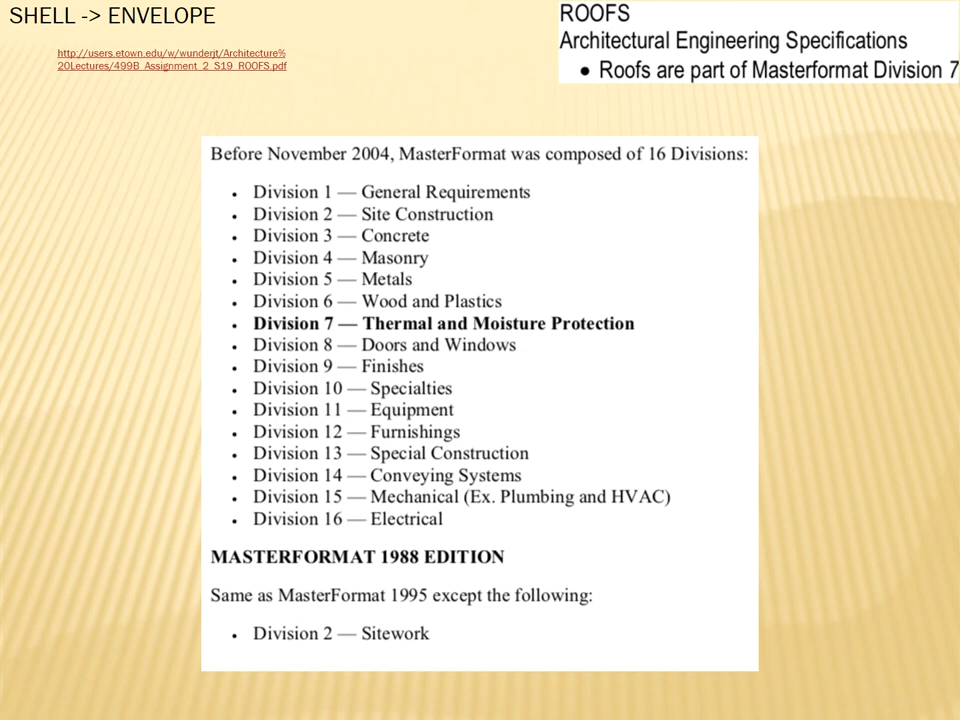 SHELL -> ENVELOPE
http://users.etown.edu/w/wunderjt/Architecture%
20Lectures/499B_Assignment_2_S19_ROOFS.pdf
ROOFS
Architectural Engineering Specifications
• Roofs are part of Masterformat Division 7
Before November 2004, MasterFormat was composed of 16 Divisions:
• Division 1 — General Requirements
• Division 2 — Site Construction
• Division 3 — Concrete
• Division 4 — Masonry
• Division 5 — Metals
• Division 6 — Wood and Plastics
• Division 7 — Thermal and Moisture Protection
• Division 8 — Doors and Windows
• Division 9 — Finishes
• Division 10 — Specialties
• Division 11 — Equipment
• Division 12 — Furnishings
• Division 13 — Special Construction
• Division 14 — Conveying Systems
• Division 15 — Mechanical (Ex. Plumbing and HVAC)
• Division 16 — Electrical
MASTERFORMAT 1988 EDITION
Same as MasterFormat 1995 except the following:
• Division 2 — Sitework